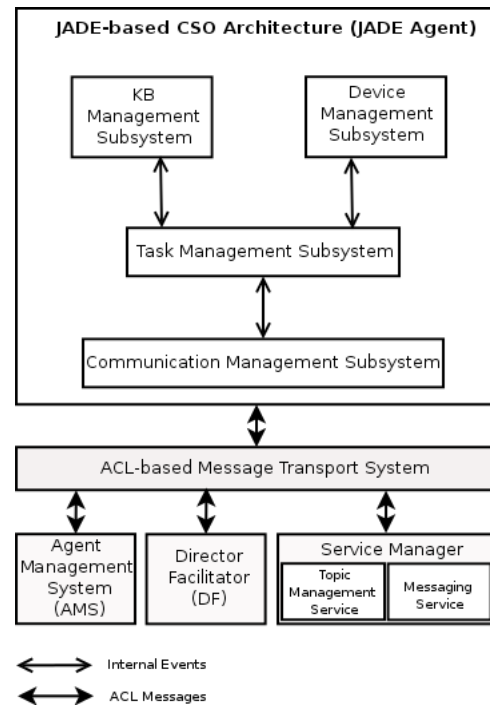 JADE-based CSO Architecture (JADE Agent)
KB
Management
Subsystem
Device
Management
Subsystem
Task Management Subsystem
Communication Management Subsystem
ACL-based Message Transport System
Agent
Management
System
(AMS)
Director
Facilitator
(DF)
Service Manager
Topic
Management
Service
Messaging
Service
Internal Events
ACL Messages